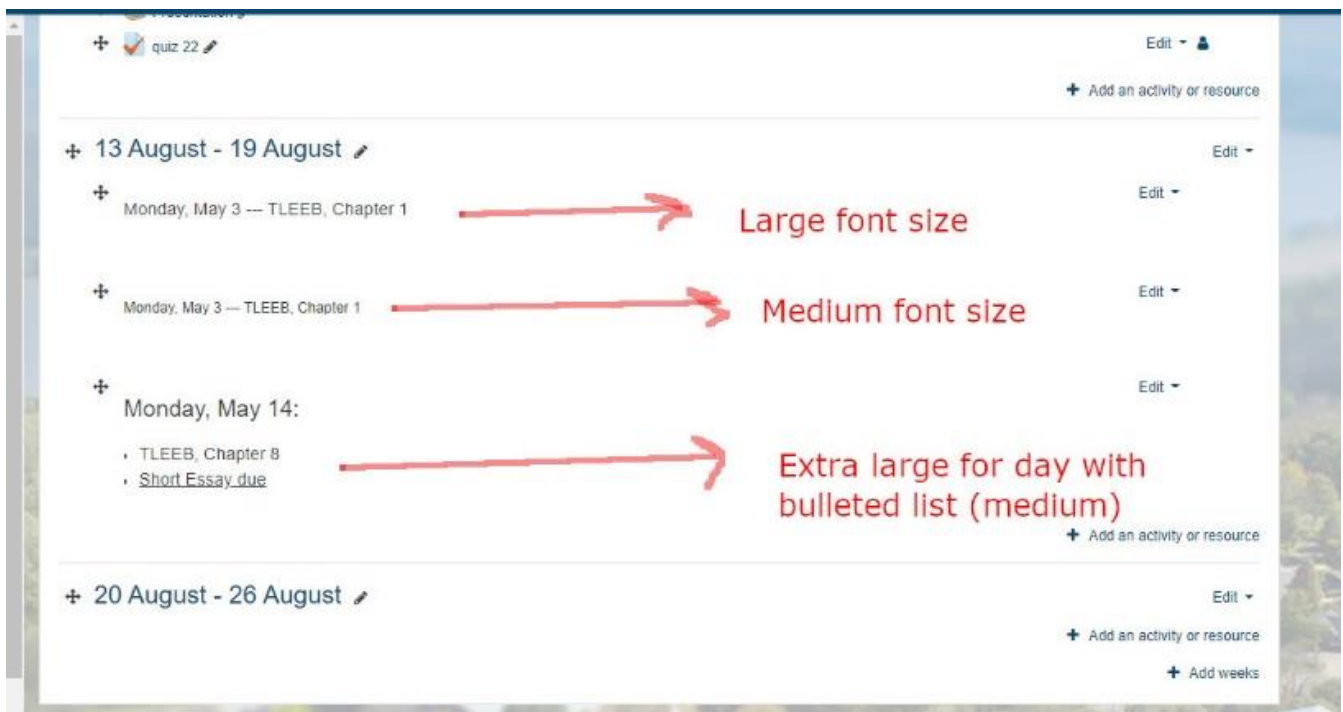 quiz 22
Edit
+ Add an activity or resource
13 August - 19 August
Edit
Edit
Monday, May 3 --- TLEEB, Chapter 1
Large font size
Edit
Monday, May 3 --- TLEEB, Chapter 1
Medium font size
Edit
Monday, May 14:
TLEEB, Chapter 8
Short Essay due
Extra large for day with
bulleted list (medium)
+ Add an activity or resource
20 August - 26 August
Edit
+ Add an activity or resource
+ Add weeks